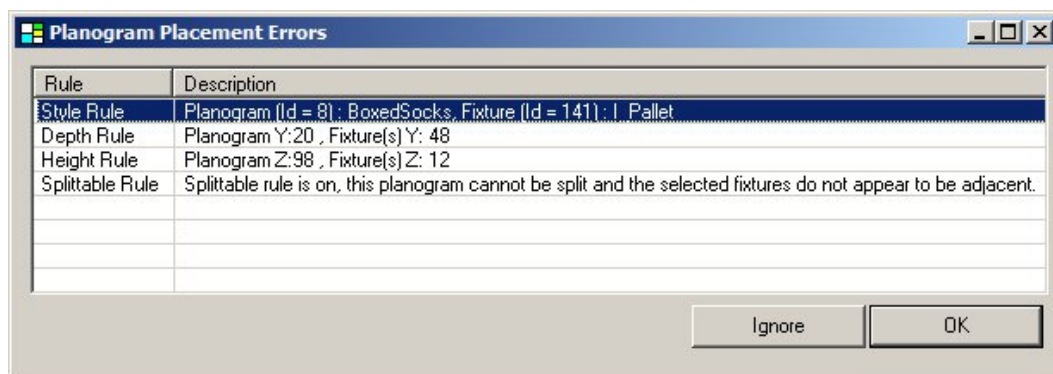 Planogram Placement Errors
Rule Description
Style Rule Planogram (Id = 8) : BoxedSocks, Fixture (Id = 141) : I_Pallet
Depth Rule Planogram Y:20 , Fixture(s) Y: 48
Height Rule Planogram Z:98 , Fixture(s) Z: 12
Splittable Rule Splittable rule is on, this planogram cannot be split and the selected fixtures do not appear to be adjacent.
Ignore OK